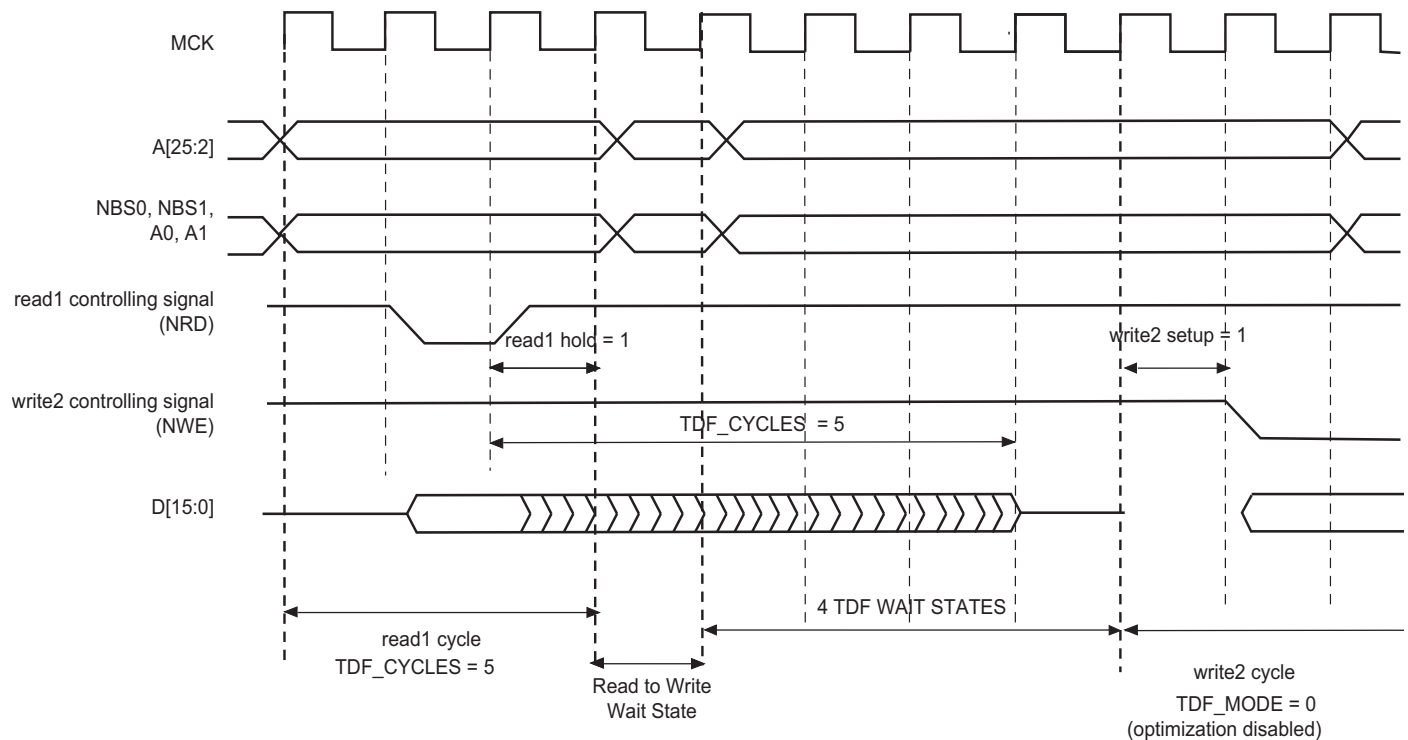 MCK
A[25:2]
NBS0, NBS1,
A0, A1
read1 controlling signal
(NRD)
read1 hold = 1
write2 setup = 1
write2 controlling signal
(NWE)
TDF_CYCLES = 5
D[15:0]
4 TDF WAIT STATES
read1 cycle
TDF_CYCLES = 5
Read to Write
Wait State
write2 cycle
TDF_MODE = 0
(optimization disabled)